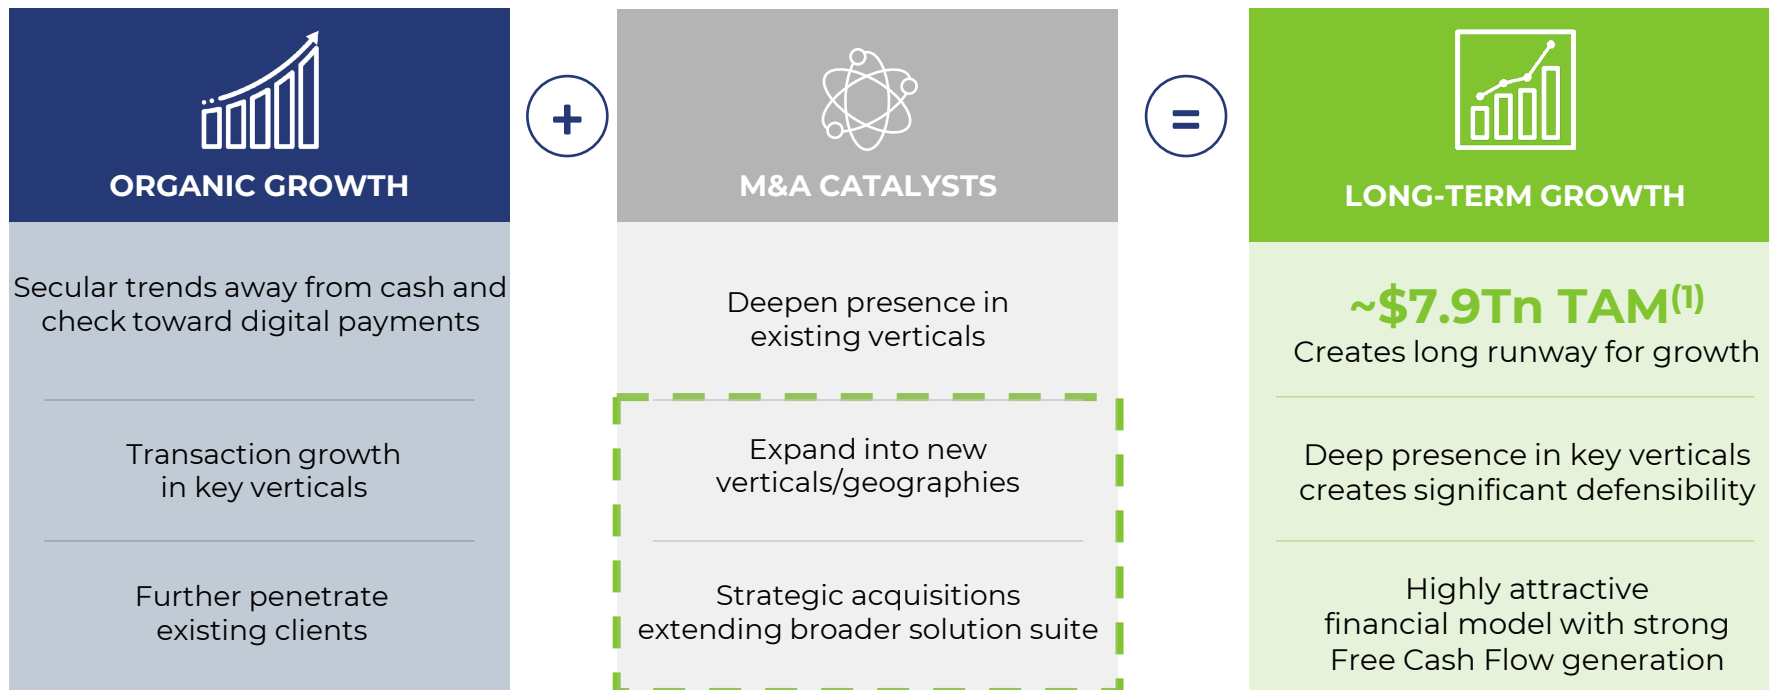 ORGANIC GROWTH
Secular trends away from cash and
check toward digital payments
Transaction growth
in key verticals
Further penetrate
existing clients
+
M&A CATALYSTS
Deepen presence in
existing verticals
Expand into new
verticals/geographies
Strategic acquisitions
extending broader solution suite
=
LONG-TERM GROWTH
~$7.9Tn TAM(1)
Creates long runway for growth
Deep presence in key verticals
creates significant defensibility
Highly attractive
financial model with strong
Free Cash Flow generation